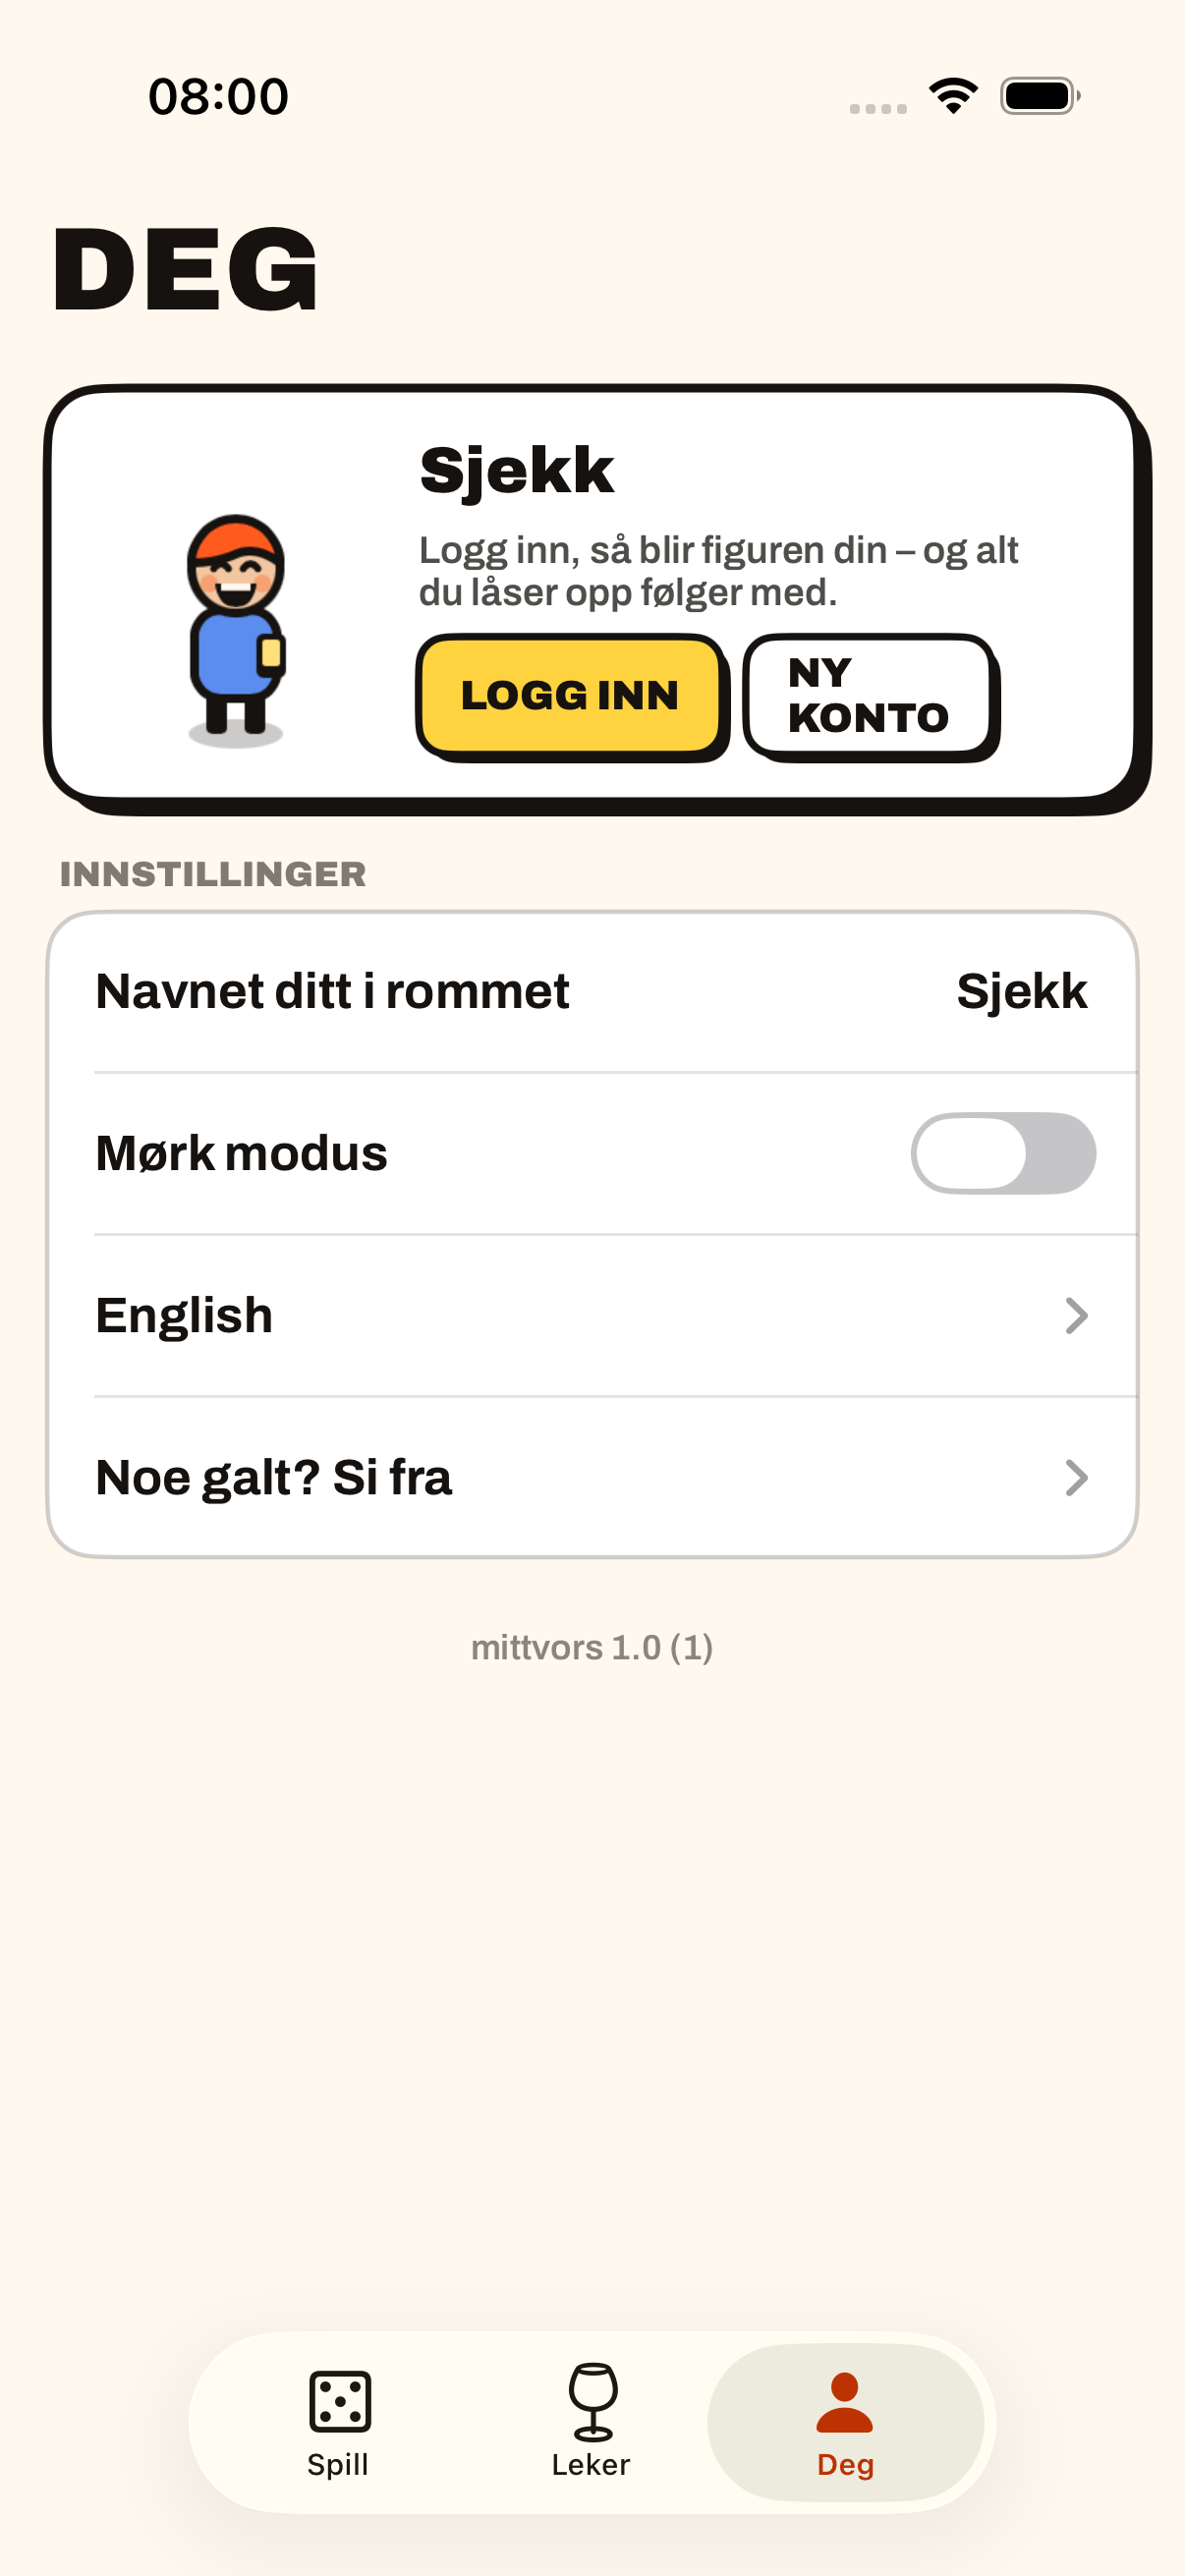 08:00
DEG
Sjekk
Logg inn, så blir figuren din – og alt
du låser opp følger med.
LOGG INN
NY
KONTO
INNSTILLINGER
Navnet ditt i rommet
Sjekk
Mørk modus
English
Noe galt? Si fra
mittvors 1.0 (1)
Spill
Leker
Deg